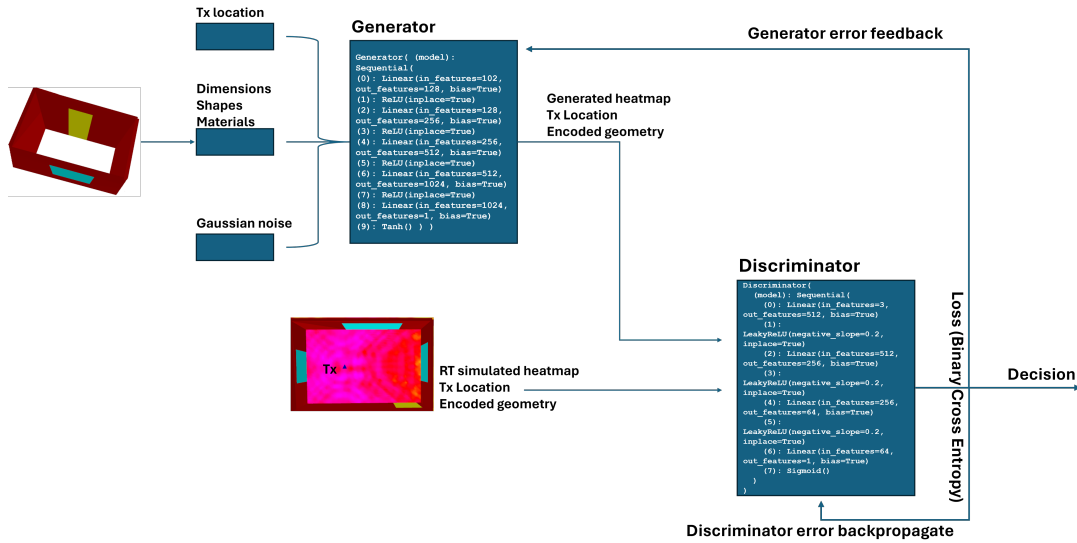 Tx location
Dimensions
Shapes
Materials
Gaussian noise
Generator
Generator( (model):
Sequential(
(0): Linear(in_features=102,
out_features=128, bias=True)
(1): ReLU(inplace=True)
(2): Linear(in_features=128,
out_features=256, bias=True)
(3): ReLU(inplace=True)
(4): Linear(in_features=256,
out_features=512, bias=True)
(5): ReLU(inplace=True)
(6): Linear(in_features=512,
out_features=1024, bias=True)
(7): ReLU(inplace=True)
(8): Linear(in_features=1024,
out_features=1, bias=True)
(9): Tanh() ) )
Generator error feedback
Generated heatmap
Tx Location
Encoded geometry
Tx
RT simulated heatmap
Tx Location
Encoded geometry
Discriminator
Discriminator(
(model): Sequential(
(0): Linear(in_features=3,
out_features=512, bias=True)
(1):
LeakyReLU(negative_slope=0.2,
inplace=True)
(2): Linear(in_features=512,
out_features=256, bias=True)
(3):
LeakyReLU(negative_slope=0.2,
inplace=True)
(4): Linear(in_features=256,
out_features=64, bias=True)
(5):
LeakyReLU(negative_slope=0.2,
inplace=True)
(6): Linear(in_features=64,
out_features=1, bias=True)
(7): Sigmoid()
)
)
Loss (Binary Cross Entropy)
Decision
Discriminator error backpropagate